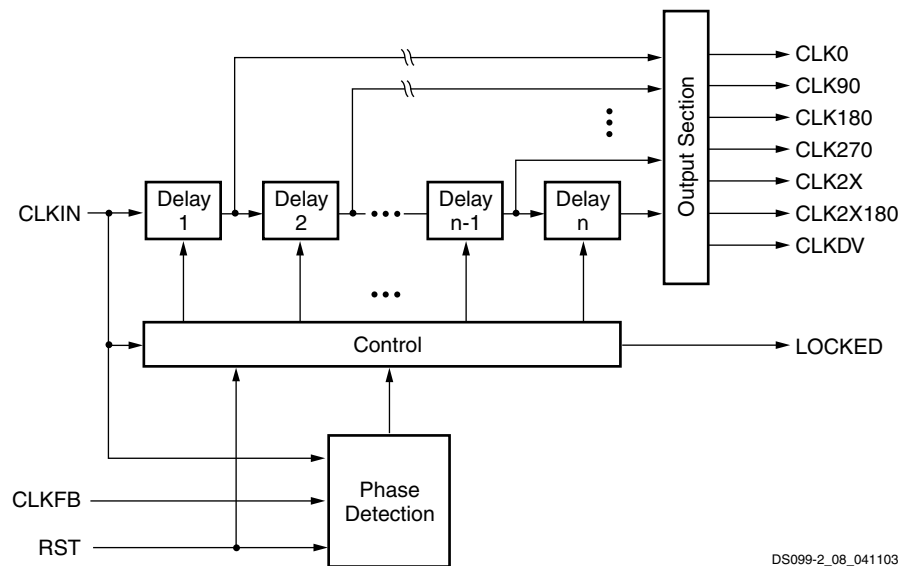 CLK0
CLK90
CLK180
CLK270
CLK2X
CLK2X180
CLKDV
Output Section
CLKIN
Delay
1
Delay
2
Delay
n-1
Delay
n
Control
LOCKED
Phase
Detection
CLKFB
RST
DS099-2_08_041103